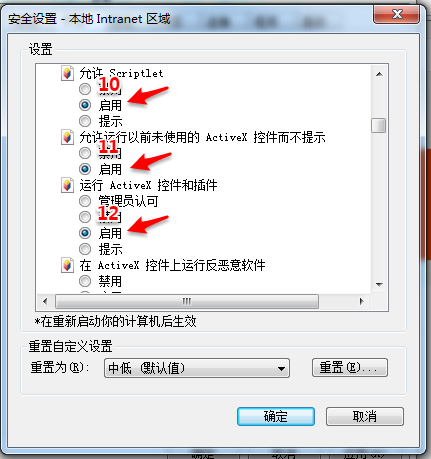 安全设置 - 本地 Intranet 区域
设置
允许 Scriptlet
10
禁用
启用
提示
允许运行以前未使用的 ActiveX 控件而不提示
11
禁用
启用
运行 ActiveX 控件和插件
管理员认可
12
禁用
启用
提示
在 ActiveX 控件上运行反恶意软件
禁用
*在重新启动你的计算机后生效
重置自定义设置
重置为(R):
中低 (默认值)
重置(E)...
确定
取消